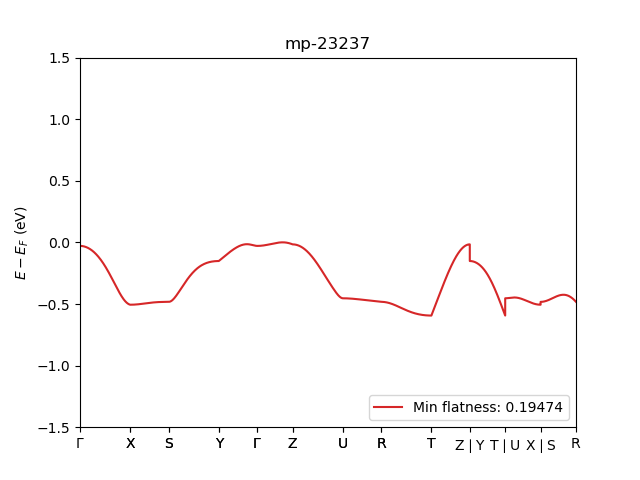 mp-23237
E − E_F (eV)
1.5
1.0
0.5
0.0
−0.5
−1.0
−1.5
Min flatness: 0.19474
Γ X S Y Γ Z U R T Z | Y T | U X | S R